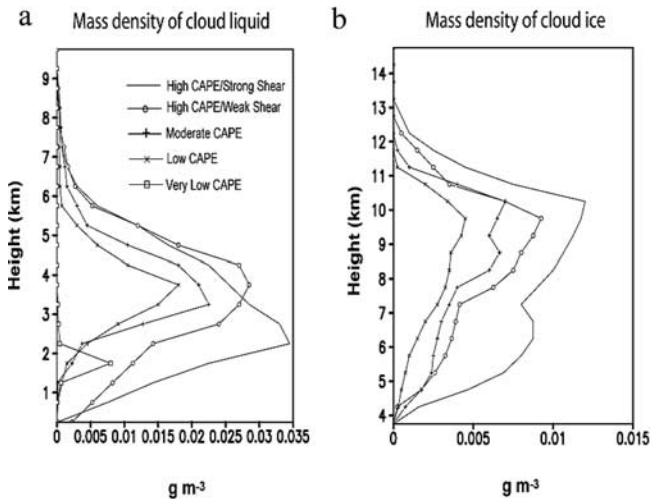 a
Mass density of cloud liquid
9
8
7
6
5
4
3
2
1
Height (km)
High CAPE/Strong Shear
High CAPE/Weak Shear
Moderate CAPE
Low CAPE
Very Low CAPE
0 0.005 0.01 0.015 0.02 0.025 0.03 0.035
g m-3
b
Mass density of cloud ice
14
13
12
11
10
9
8
7
6
5
4
Height (km)
0 0.005 0.01 0.015
g m-3